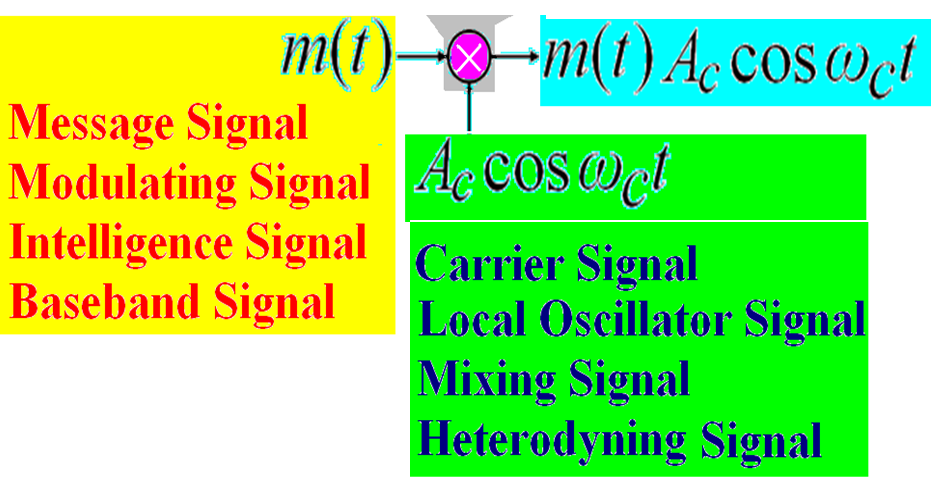 m(t) × m(t) A_C cos ω_C t
Message Signal
Modulating Signal
Intelligence Signal
Baseband Signal
A_C cos ω_C t
Carrier Signal
Local Oscillator Signal
Mixing Signal
Heterodyning Signal